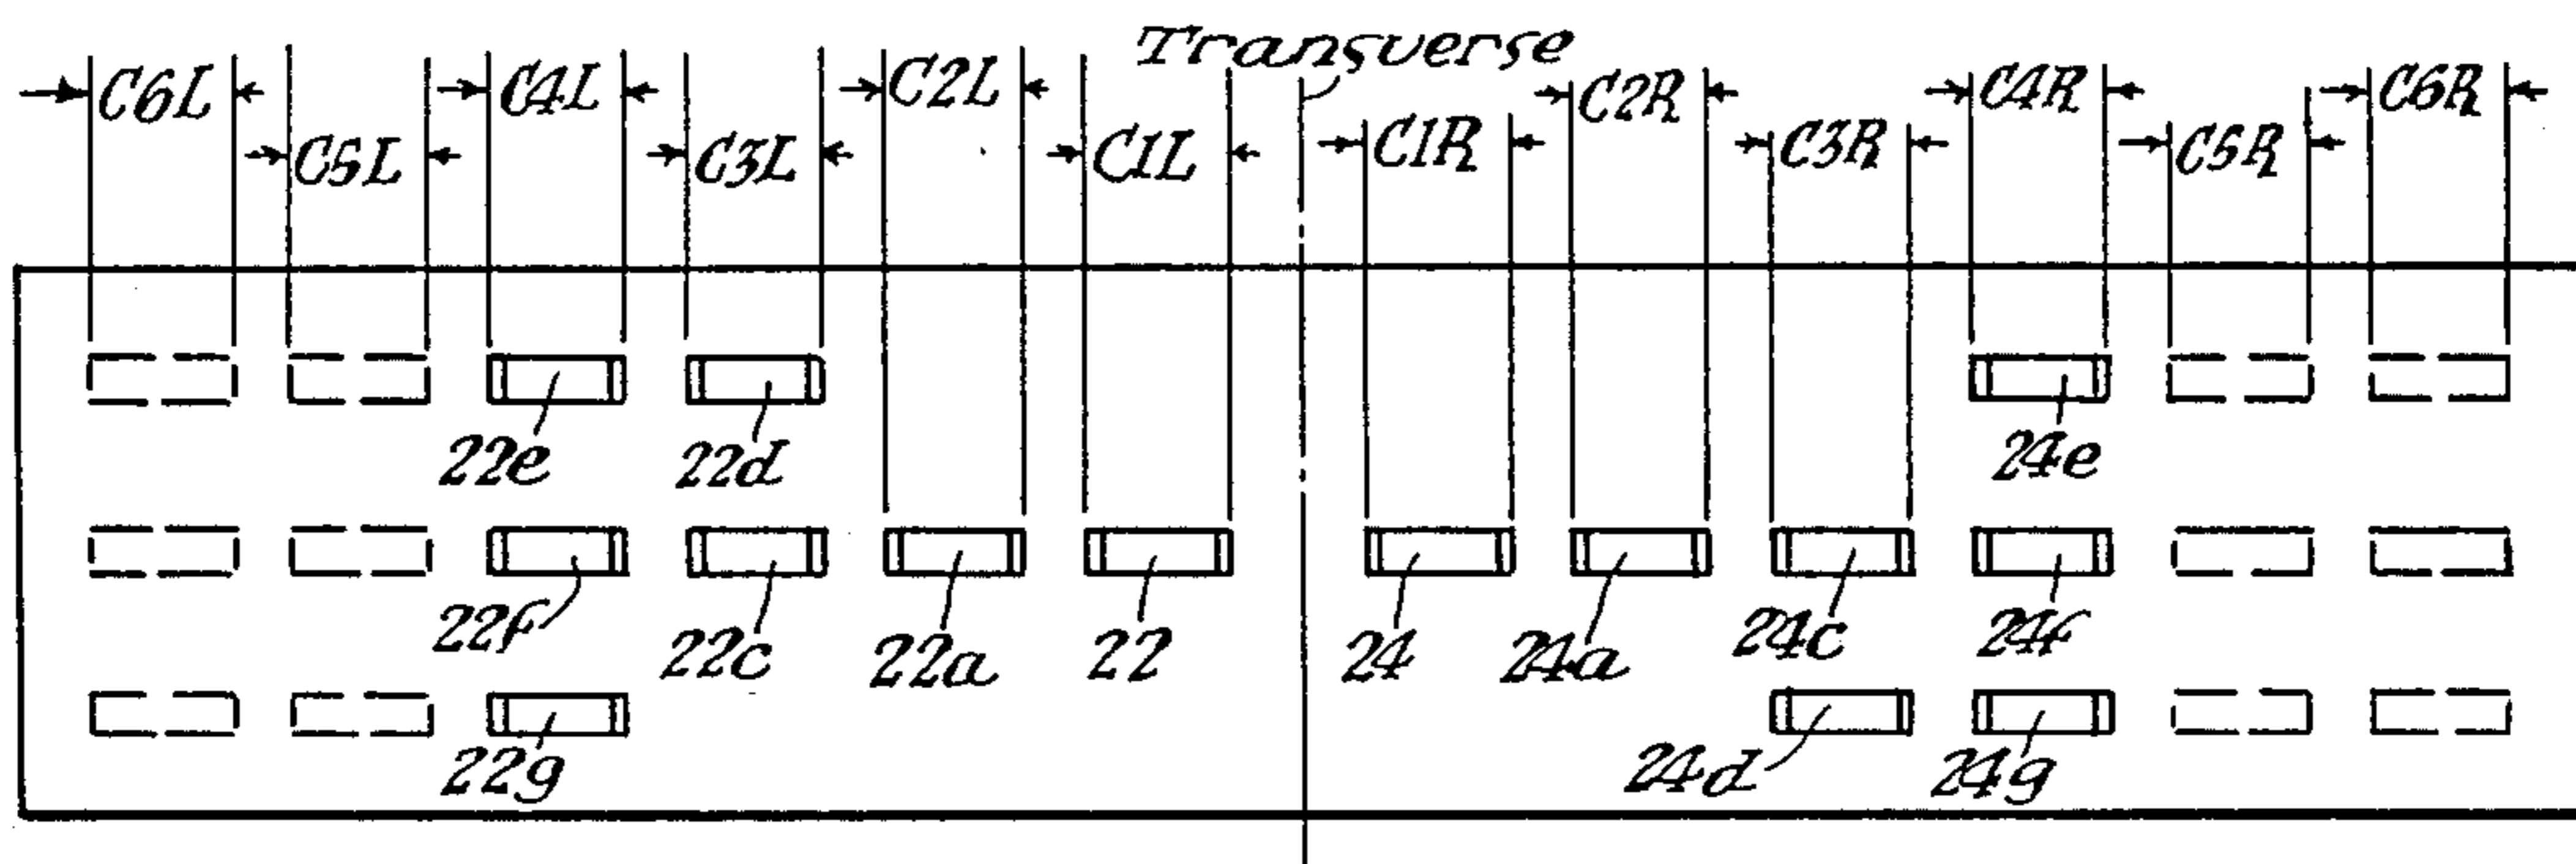 Transverse
C6L C4L C2L C2R C4R C6R
C5L C3L C1L C1R C3R C5R
22e 22d 24e
22f 22c 22a 22 24 24a 24c 24f
22g 24d 24g